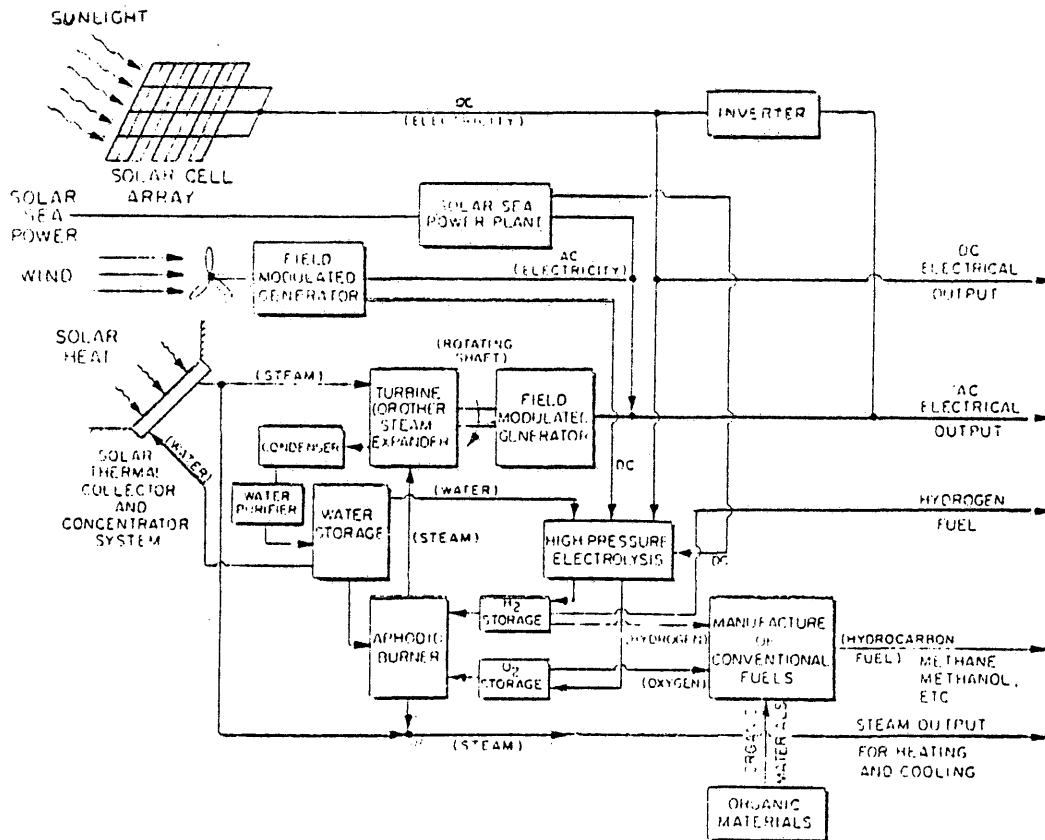 SUNLIGHT
DC
(ELECTRICITY)
INVERTER
SOLAR CELL
ARRAY
SOLAR
SEA
POWER
SOLAR SEA
POWER PLANT
WIND
FIELD
MODULATED
GENERATOR
AC
(ELECTRICITY)
DC
ELECTRICAL
OUTPUT
SOLAR
HEAT
(STEAM)
(ROTATING
SHAFT)
TURBINE
(OR OTHER
STEAM
EXPANDER
FIELD
MODULATED
GENERATOR
AC
ELECTRICAL
OUTPUT
(WATER)
CONDENSER
DC
SOLAR
THERMAL
COLLECTOR
AND
CONCENTRATOR
SYSTEM
WATER
PURIFIER
WATER
STORAGE
(WATER)
(STEAM)
HIGH PRESSURE
ELECTROLYSIS
DC
HYDROGEN
FUEL
APHODIC
BURNER
H2
STORAGE
(HYDROGEN)
O2
STORAGE
(OXYGEN)
MANUFACTURE
OF
CONVENTIONAL
FUELS
(HYDROCARBON
FUEL)
METHANE
METHANOL,
ETC
(STEAM)
STEAM OUTPUT
FOR HEATING
AND COOLING
ORGANIC
MATERIALS
ORGANIC
MATERIALS